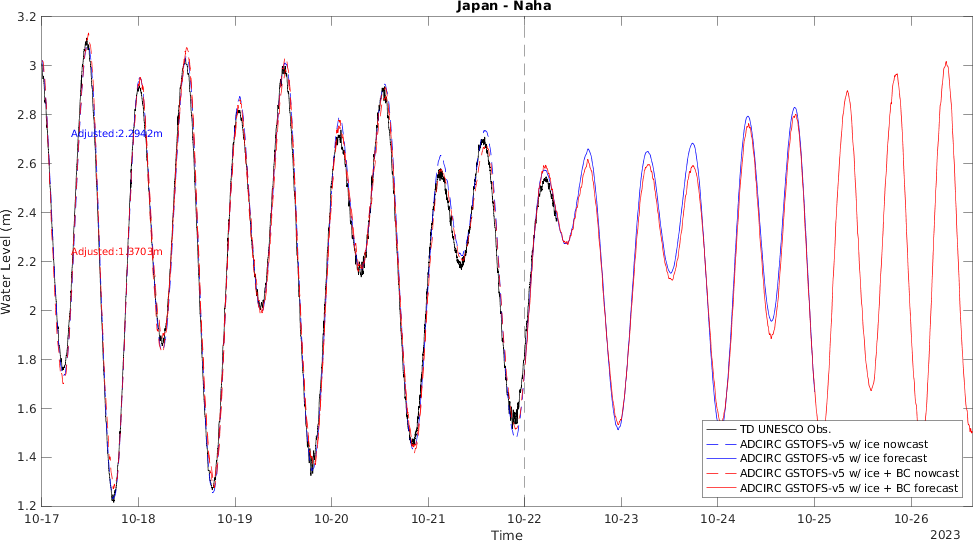 Japan - Naha
3.2
3
2.8
2.6
2.4
2.2
2
1.8
1.6
1.4
1.2
Water Level (m)
Adjusted:2.2942m
Adjusted:1.3703m
TD UNESCO Obs.
ADCIRC GSTOFS-v5 w/ ice nowcast
ADCIRC GSTOFS-v5 w/ ice forecast
ADCIRC GSTOFS-v5 w/ ice + BC nowcast
ADCIRC GSTOFS-v5 w/ ice + BC forecast
10-17 10-18 10-19 10-20 10-21 10-22 10-23 10-24 10-25 10-26
Time
2023